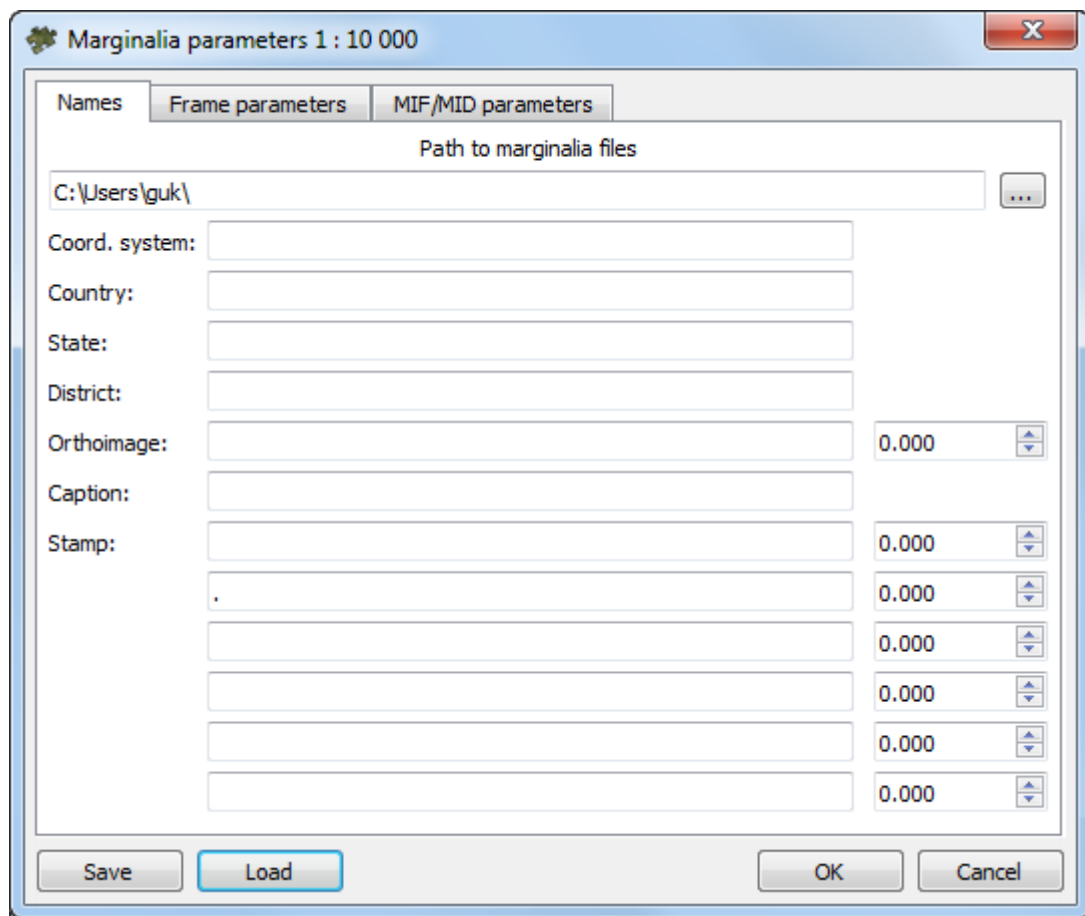 Marginalia parameters 1 : 10 000
Names Frame parameters MIF/MID parameters
Path to marginalia files
C:\Users\guk\ ...
Coord. system:
Country:
State:
District:
Orthoimage: 0.000
Caption:
Stamp: 0.000
. 0.000
0.000
0.000
0.000
0.000
Save Load OK Cancel